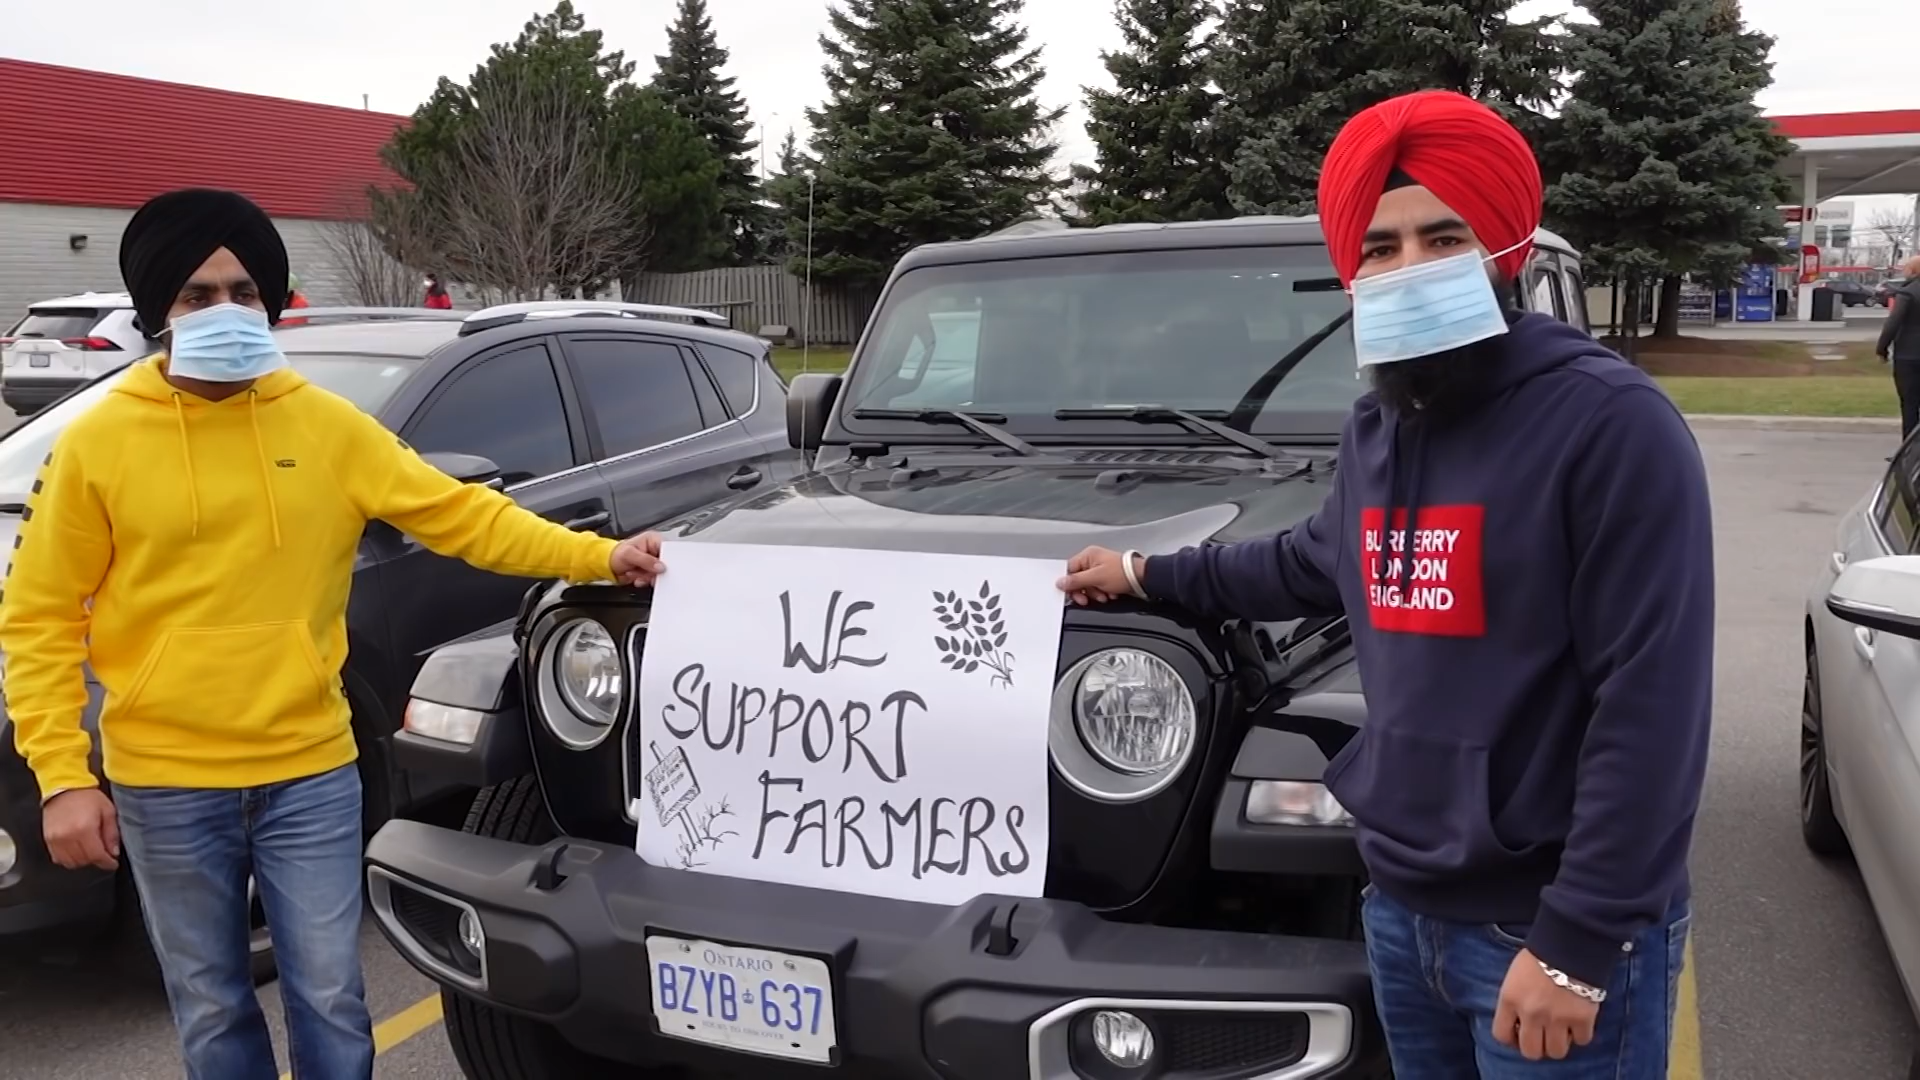 WE
SUPPORT
FARMERS
BURBERRY
LONDON
ENGLAND
ONTARIO
BZYB 637